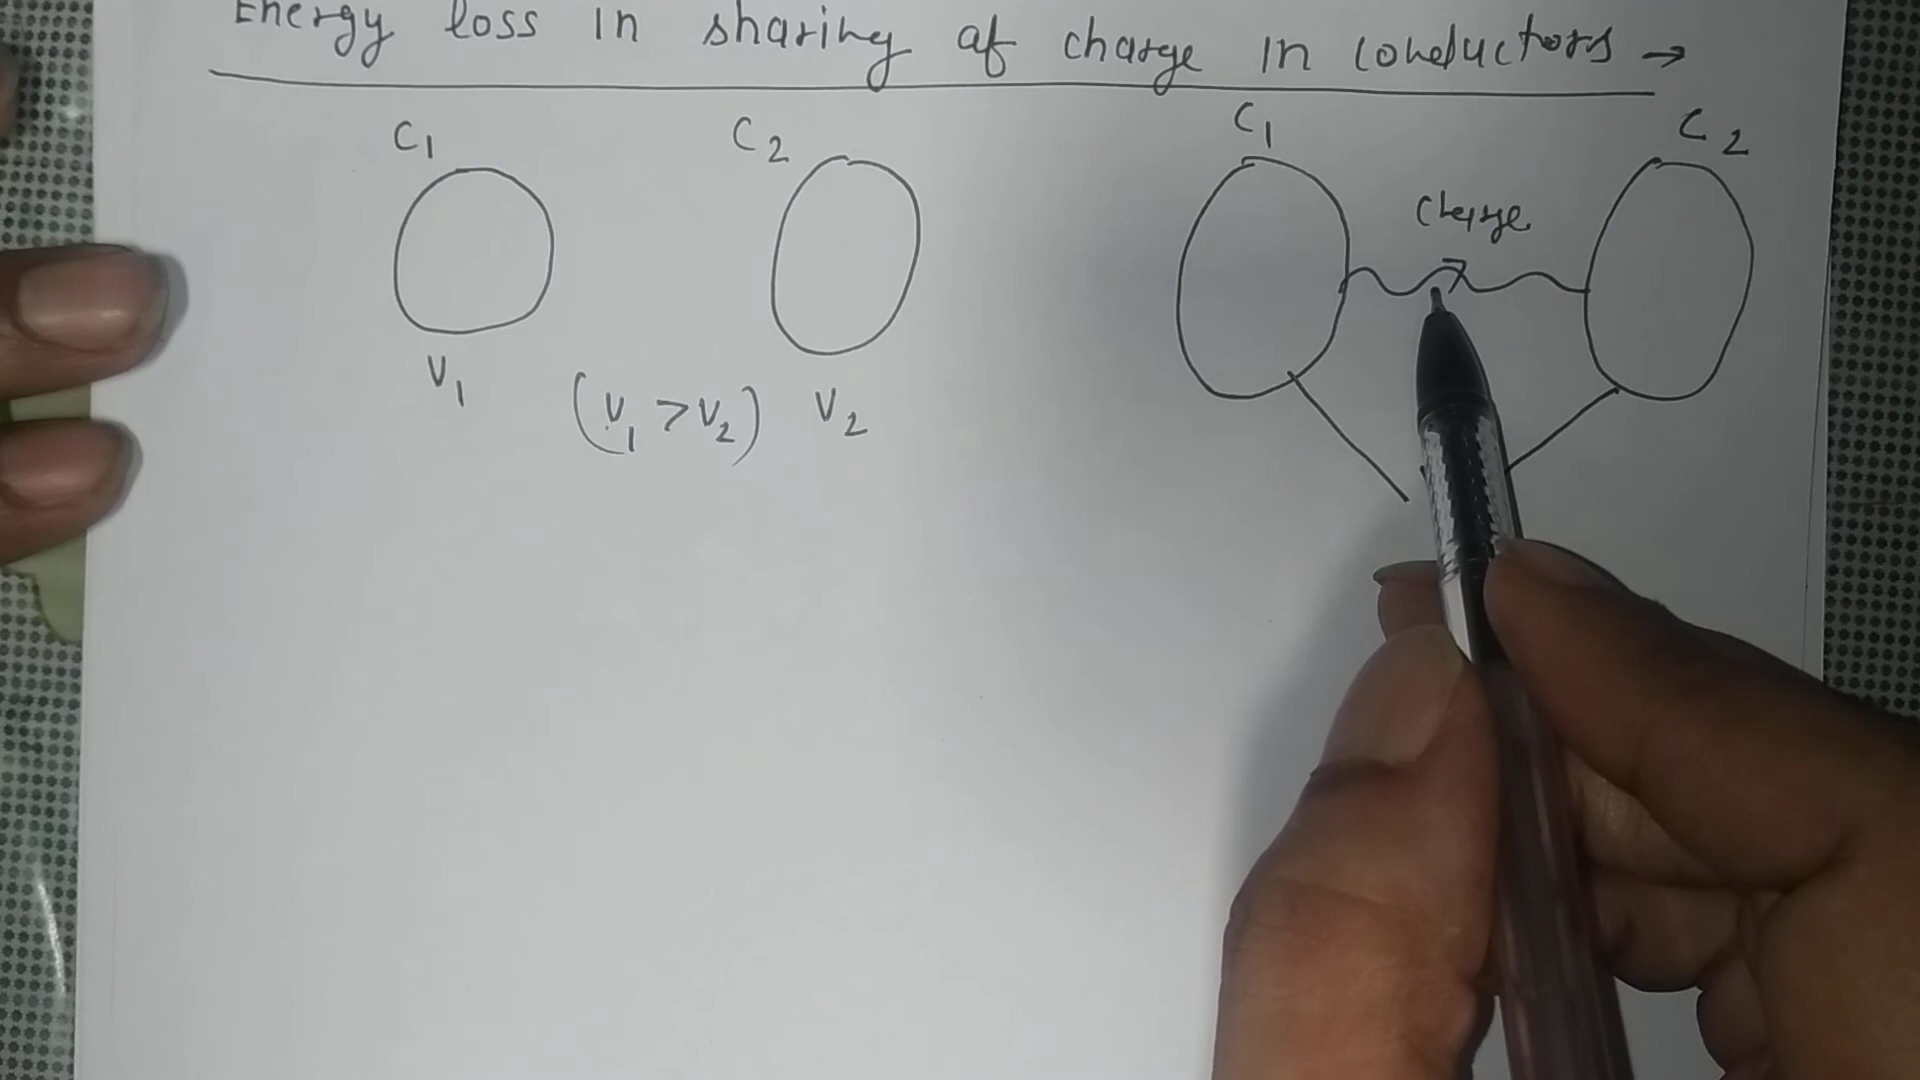 Energy loss in sharing of charge in conductors →
C1 C2 C1 C2
charge
V1 (V1 > V2) V2